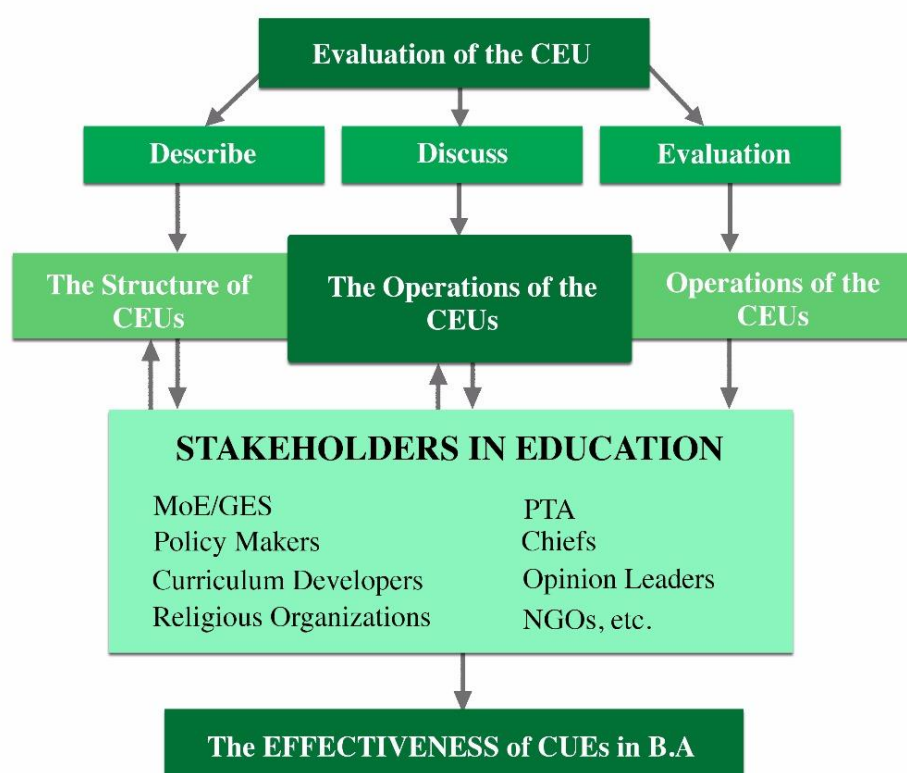 Evaluation of the CEU
Describe
Discuss
Evaluation
The Structure of
CEUs
The Operations of the
CEUs
Operations of the
CEUs
STAKEHOLDERS IN EDUCATION
MoE/GES
Policy Makers
Curriculum Developers
Religious Organizations
PTA
Chiefs
Opinion Leaders
NGOs, etc.
The EFFECTIVENESS of CUEs in B.A